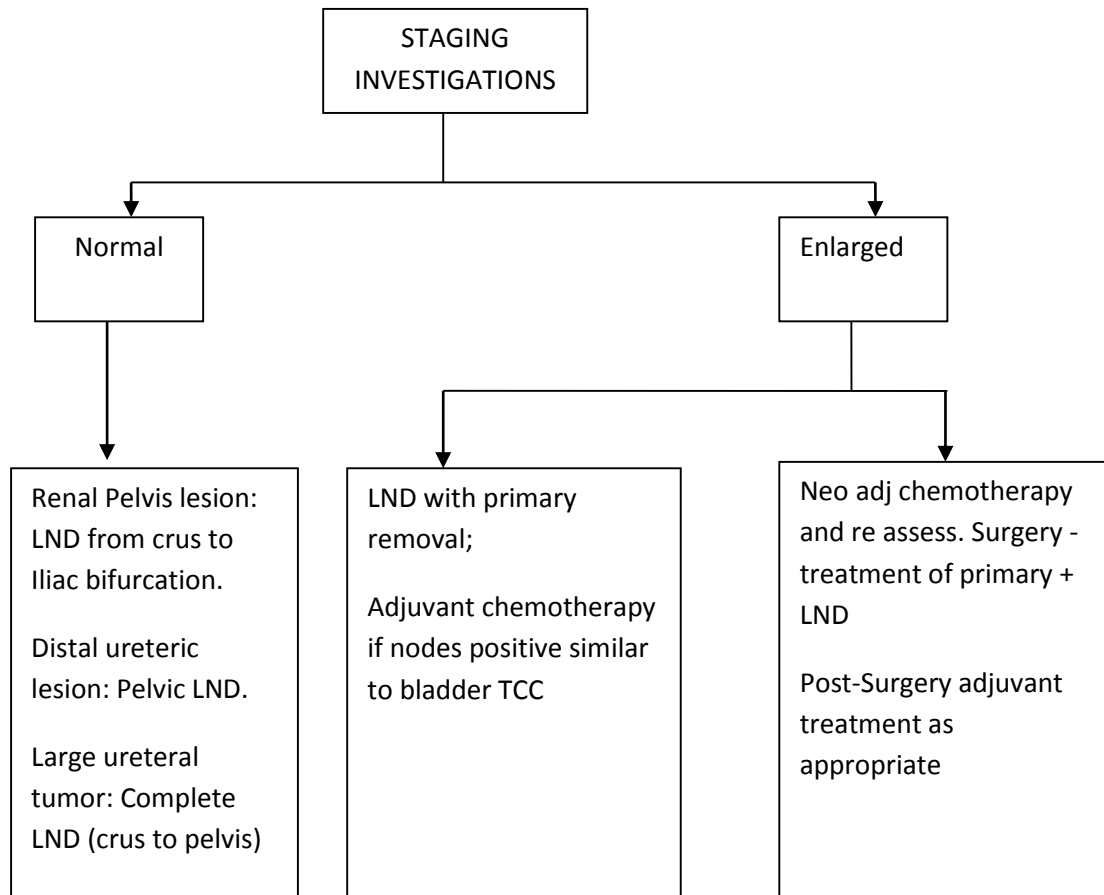 STAGING
INVESTIGATIONS
Normal
Enlarged
Renal Pelvis lesion:
LND from crus to
Iliac bifurcation.
Distal ureteric
lesion: Pelvic LND.
Large ureteral
tumor: Complete
LND (crus to pelvis)
LND with primary
removal;
Adjuvant chemotherapy
if nodes positive similar
to bladder TCC
Neo adj chemotherapy
and re assess. Surgery -
treatment of primary +
LND
Post-Surgery adjuvant
treatment as
appropriate